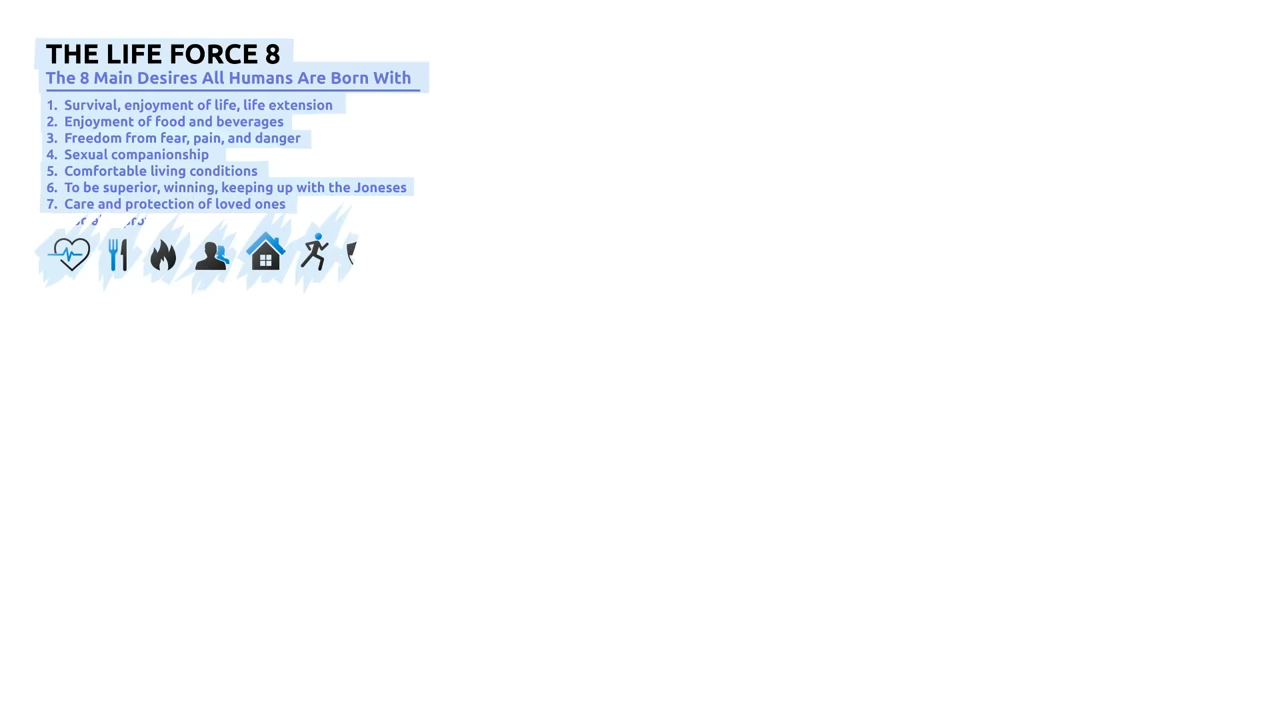 THE LIFE FORCE 8
The 8 Main Desires All Humans Are Born With
1. Survival, enjoyment of life, life extension
2. Enjoyment of food and beverages
3. Freedom from fear, pain, and danger
4. Sexual companionship
5. Comfortable living conditions
6. To be superior, winning, keeping up with the Joneses
7. Care and protection of loved ones